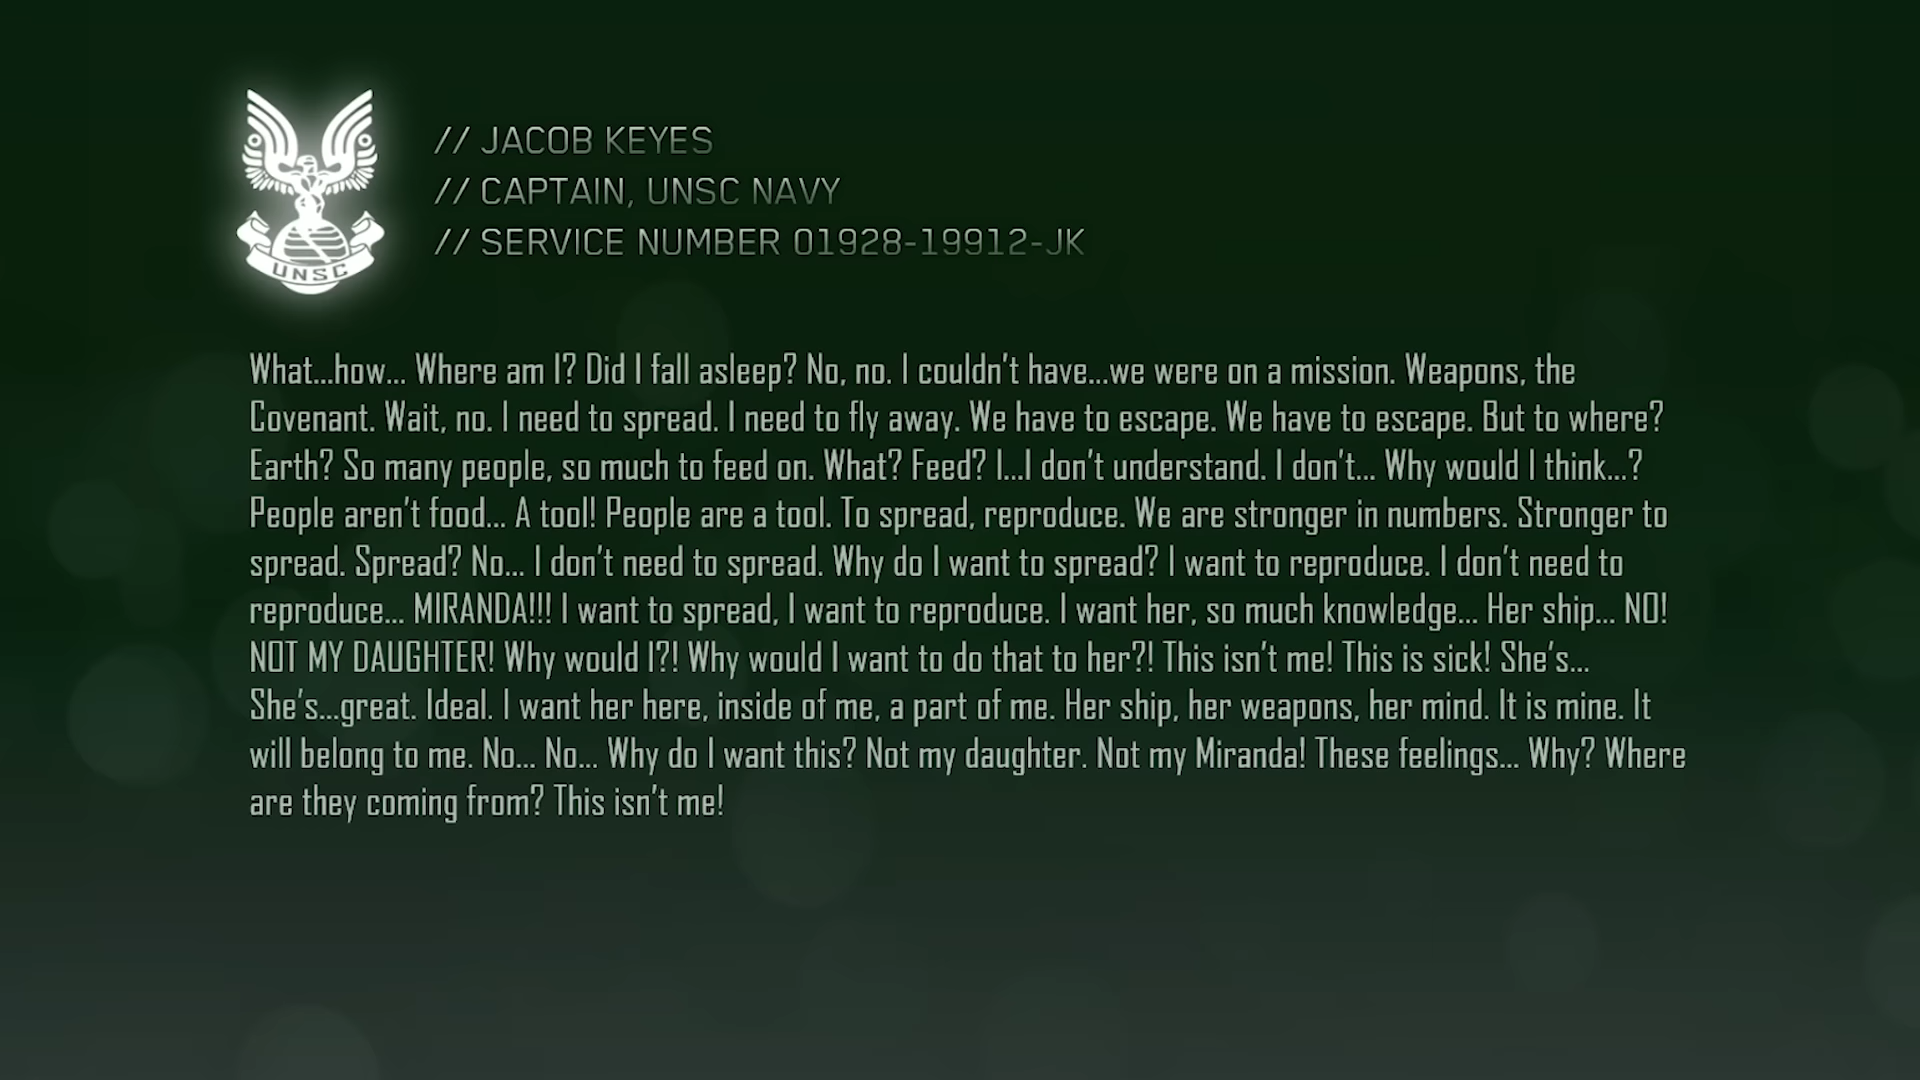 UNSC
// JACOB KEYES
// CAPTAIN, UNSC NAVY
// SERVICE NUMBER 01928-19912-JK
What...how... Where am I? Did I fall asleep? No, no. I couldn't have...we were on a mission. Weapons, the
Covenant. Wait, no. I need to spread. I need to fly away. We have to escape. We have to escape. But to where?
Earth? So many people, so much to feed on. What? Feed? I...I don't understand. I don't... Why would I think...?
People aren't food... A tool! People are a tool. To spread, reproduce. We are stronger in numbers. Stronger to
spread. Spread? No... I don't need to spread. Why do I want to spread? I want to reproduce. I don't need to
reproduce... MIRANDA!!! I want to spread, I want to reproduce. I want her, so much knowledge... Her ship... NO!
NOT MY DAUGHTER! Why would I?! Why would I want to do that to her?! This isn't me! This is sick! She's...
She's...great. Ideal. I want her here, inside of me, a part of me. Her ship, her weapons, her mind. It is mine. It
will belong to me. No... No... Why do I want this? Not my daughter. Not my Miranda! These feelings... Why? Where
are they coming from? This isn't me!